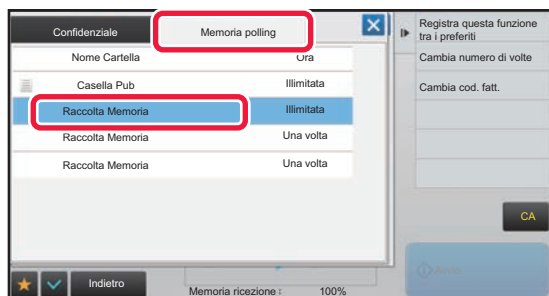 Confidenziale
Memoria polling
Nome Cartella
Ora
Casella Pub
Illimitata
Raccolta Memoria
Illimitata
Raccolta Memoria
Una volta
Raccolta Memoria
Una volta
Indietro
Memoria ricezione : 100%
Registra questa funzione
tra i preferiti
Cambia numero di volte
Cambia cod. fatt.
CA